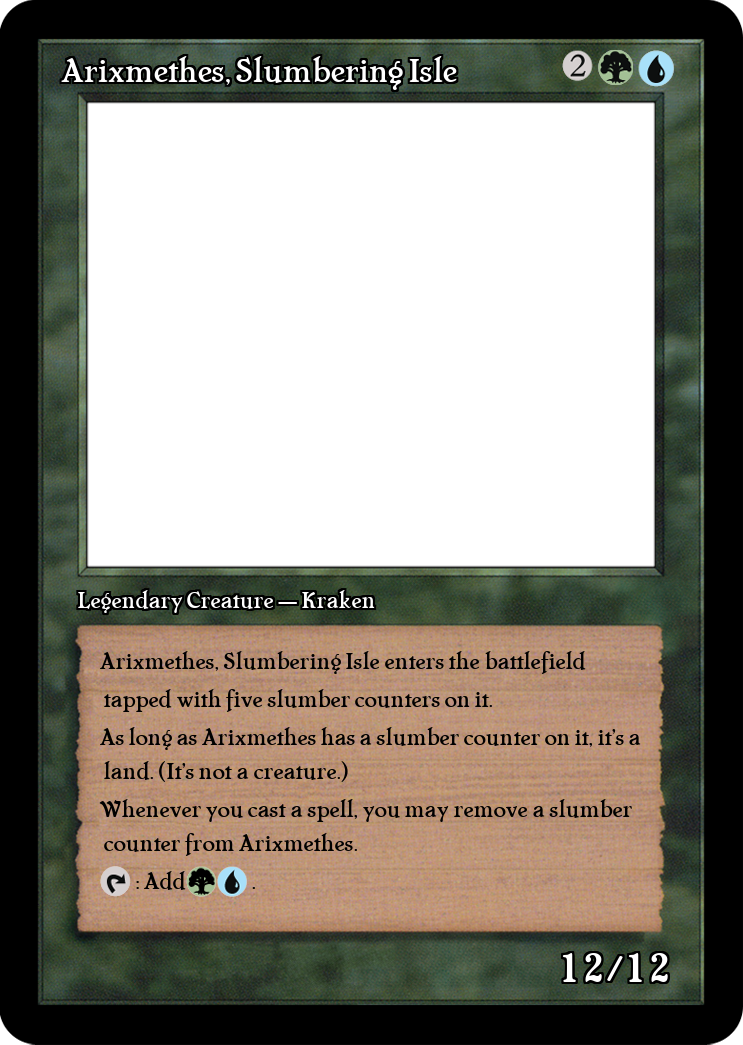 Arixmethes, Slumbering Isle 2
Legendary Creature — Kraken
Arixmethes, Slumbering Isle enters the battlefield
tapped with five slumber counters on it.
As long as Arixmethes has a slumber counter on it, it's a
land. (It's not a creature.)
Whenever you cast a spell, you may remove a slumber
counter from Arixmethes.
: Add .
12/12